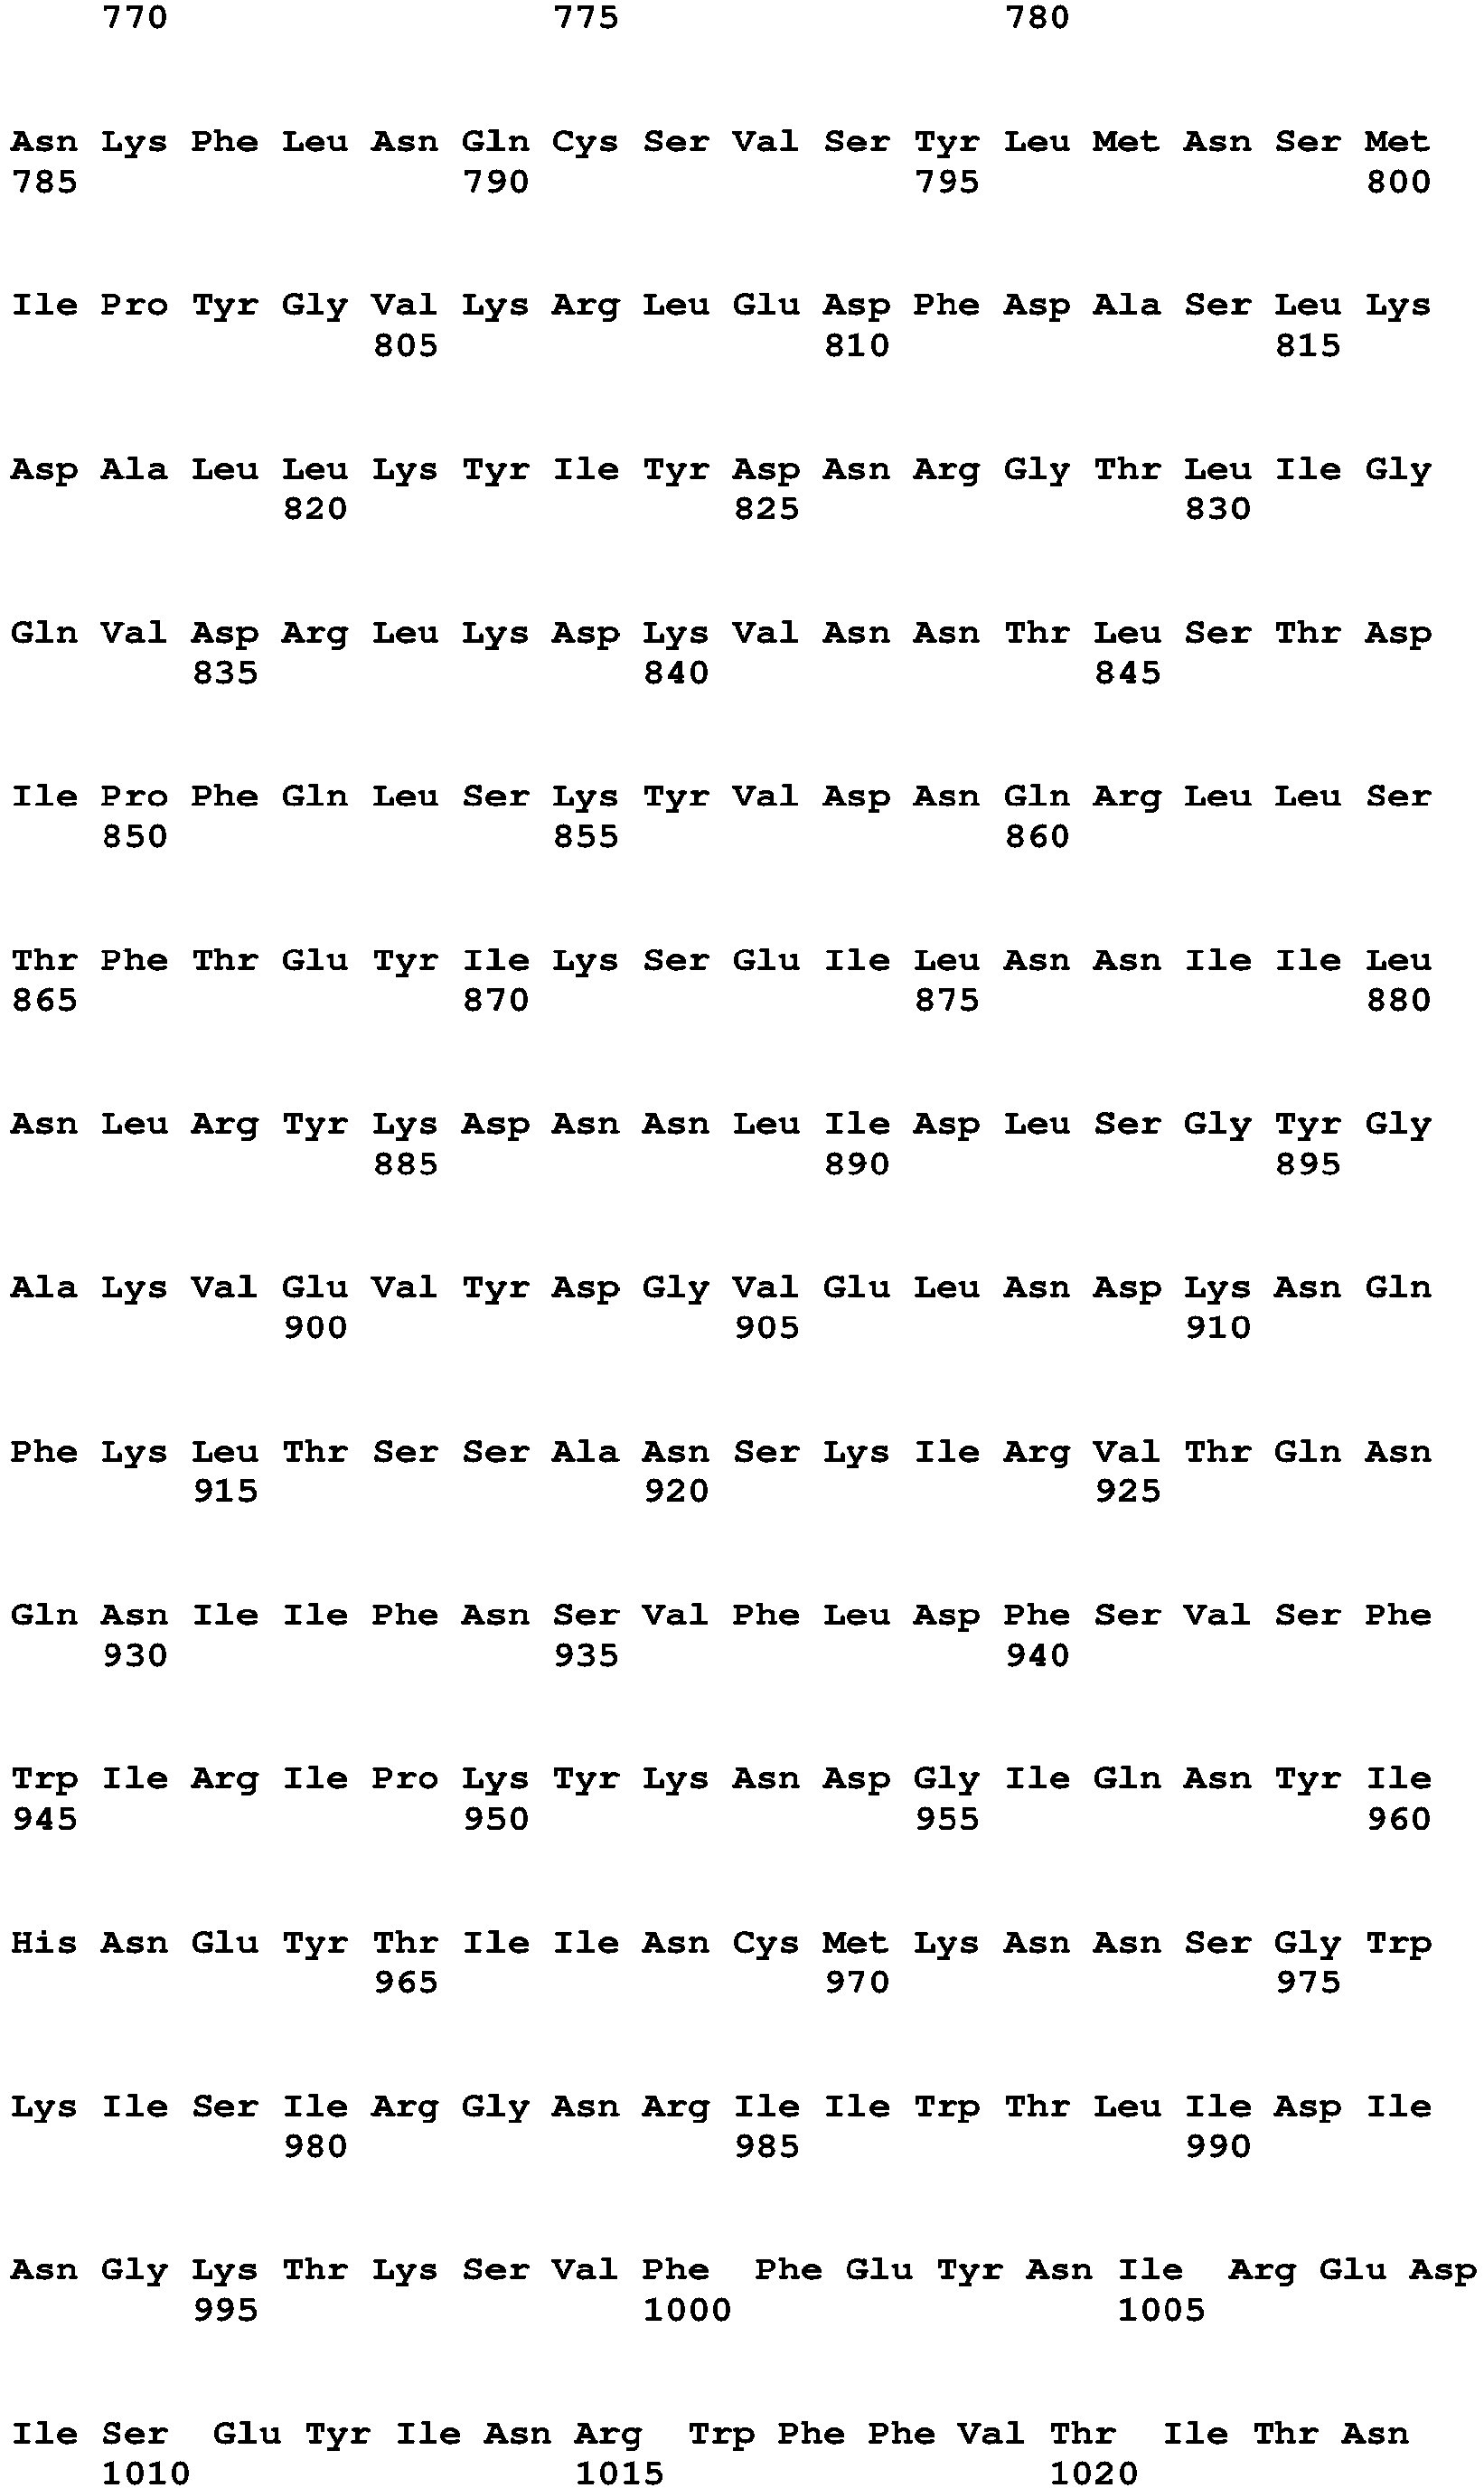 770 775 780
Asn Lys Phe Leu Asn Gln Cys Ser Val Ser Tyr Leu Met Asn Ser Met
785 790 795 800
Ile Pro Tyr Gly Val Lys Arg Leu Glu Asp Phe Asp Ala Ser Leu Lys
805 810 815
Asp Ala Leu Leu Lys Tyr Ile Tyr Asp Asn Arg Gly Thr Leu Ile Gly
820 825 830
Gln Val Asp Arg Leu Lys Asp Lys Val Asn Asn Thr Leu Ser Thr Asp
835 840 845
Ile Pro Phe Gln Leu Ser Lys Tyr Val Asp Asn Gln Arg Leu Leu Ser
850 855 860
Thr Phe Thr Glu Tyr Ile Lys Ser Glu Ile Leu Asn Asn Ile Ile Leu
865 870 875 880
Asn Leu Arg Tyr Lys Asp Asn Asn Leu Ile Asp Leu Ser Gly Tyr Gly
885 890 895
Ala Lys Val Glu Val Tyr Asp Gly Val Glu Leu Asn Asp Lys Asn Gln
900 905 910
Phe Lys Leu Thr Ser Ser Ala Asn Ser Lys Ile Arg Val Thr Gln Asn
915 920 925
Gln Asn Ile Ile Phe Asn Ser Val Phe Leu Asp Phe Ser Val Ser Phe
930 935 940
Trp Ile Arg Ile Pro Lys Tyr Lys Asn Asp Gly Ile Gln Asn Tyr Ile
945 950 955 960
His Asn Glu Tyr Thr Ile Ile Asn Cys Met Lys Asn Asn Ser Gly Trp
965 970 975
Lys Ile Ser Ile Arg Gly Asn Arg Ile Ile Trp Thr Leu Ile Asp Ile
980 985 990
Asn Gly Lys Thr Lys Ser Val Phe Phe Glu Tyr Asn Ile Arg Glu Asp
995 1000 1005
Ile Ser Glu Tyr Ile Asn Arg Trp Phe Phe Val Thr Ile Thr Asn
1010 1015 1020